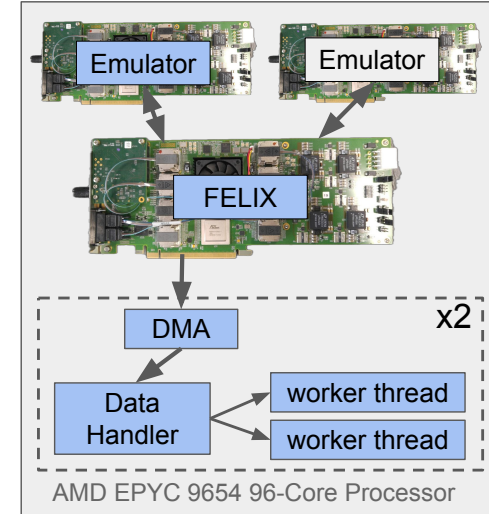 Emulator
Emulator
FELIX
x2
DMA
Data
Handler
worker thread
worker thread
AMD EPYC 9654 96-Core Processor